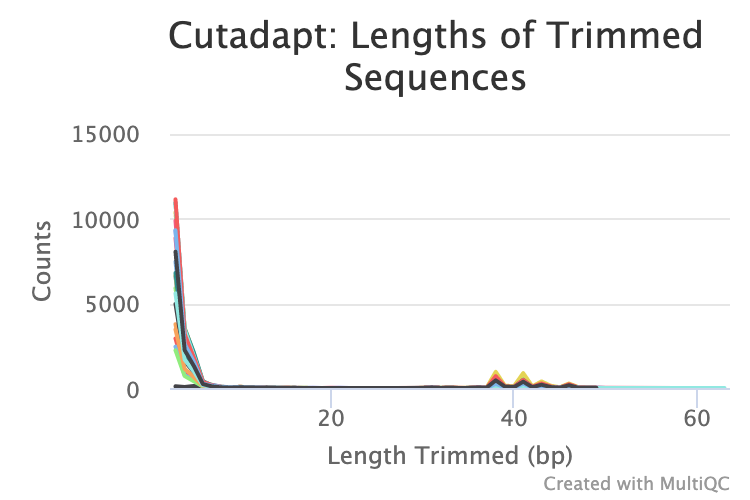 Cutadapt: Lengths of Trimmed
Sequences
15000
10000
5000
0
Counts
20
40
60
Length Trimmed (bp)
Created with MultiQC